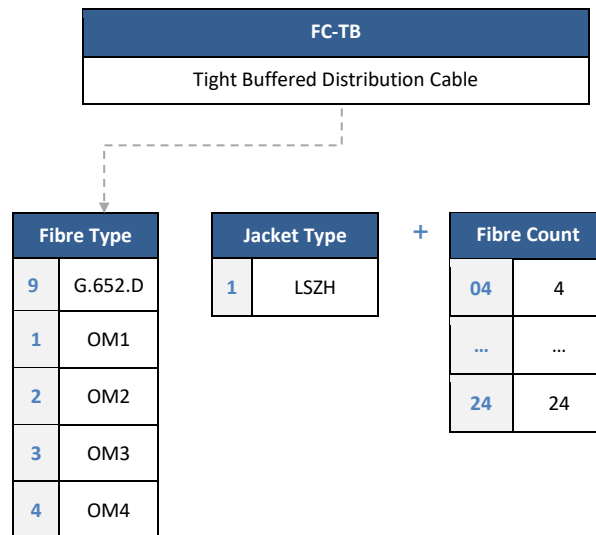 FC-TB
Tight Buffered Distribution Cable
Fibre Type
9 G.652.D
1 OM1
2 OM2
3 OM3
4 OM4
Jacket Type
1 LSZH
+
Fibre Count
04 4
... ...
24 24